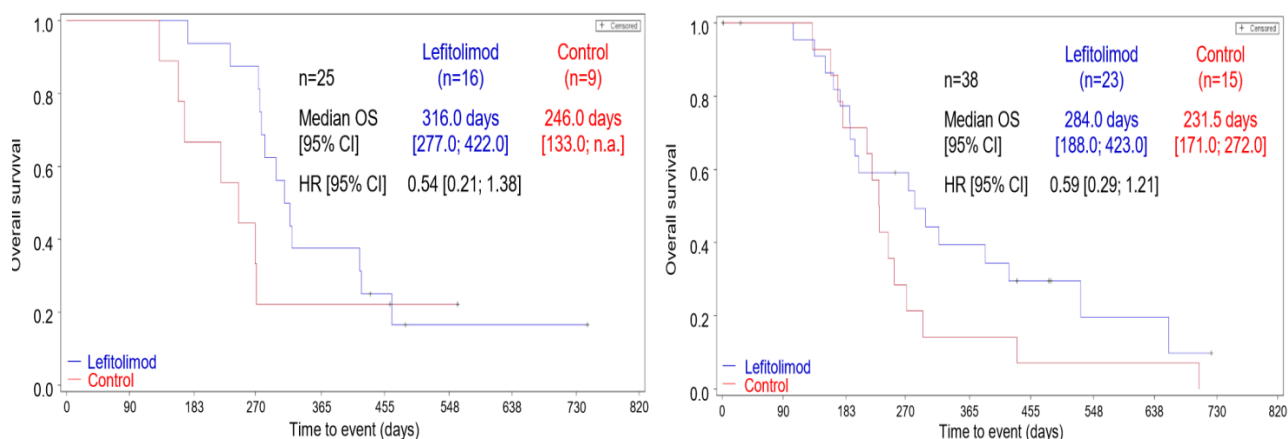 + Censored
Lefitolimod Control
n=25 (n=16) (n=9)
Median OS 316.0 days 246.0 days
[95% CI] [277.0; 422.0] [133.0; n.a.]
HR [95% CI] 0.54 [0.21; 1.38]
Overall survival
1.0
0.8
0.6
0.4
0.2
0.0
Lefitolimod
Control
0 90 183 270 365 455 548 638 730 820
Time to event (days)
+ Censored
Lefitolimod Control
n=38 (n=23) (n=15)
Median OS 284.0 days 231.5 days
[95% CI] [188.0; 423.0] [171.0; 272.0]
HR [95% CI] 0.59 [0.29; 1.21]
Overall survival
1.0
0.8
0.6
0.4
0.2
0.0
Lefitolimod
Control
0 90 183 270 365 455 548 638 730 820
Time to event (days)